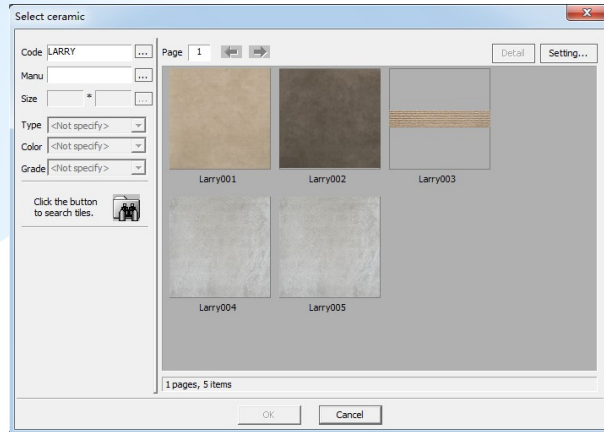 Select ceramic
Code LARRY ...
Manu ...
Size * ...
Type <Not specify>
Color <Not specify>
Grade <Not specify>
Click the button
to search tiles.
Page 1
Detail
Setting...
Larry001
Larry002
Larry003
Larry004
Larry005
1 pages, 5 items
OK
Cancel